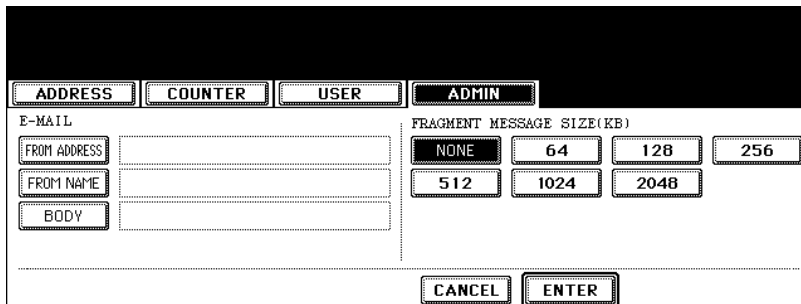 ADDRESS COUNTER USER ADMIN
E-MAIL
FROM ADDRESS
FROM NAME
BODY
FRAGMENT MESSAGE SIZE(KB)
NONE 64 128 256
512 1024 2048
CANCEL ENTER